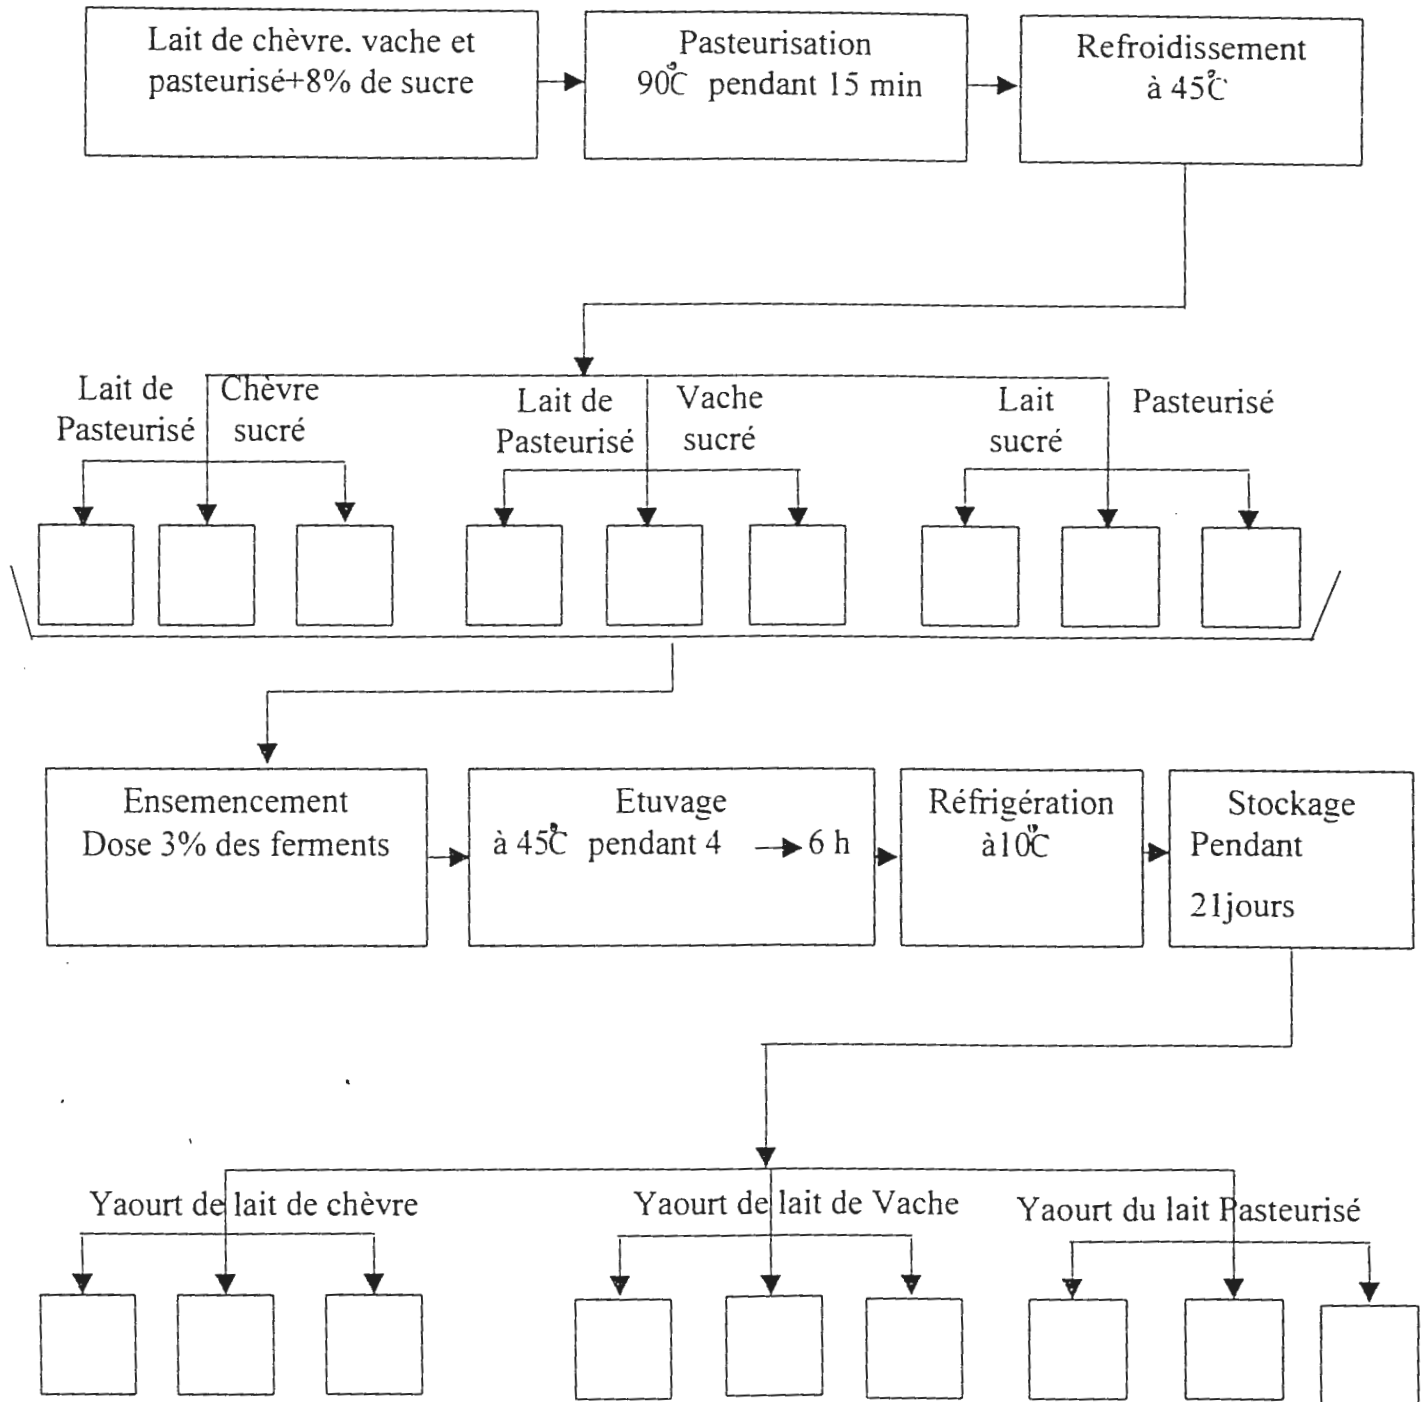 Lait de chèvre. vache et
pasteurisé+8% de sucre
Pasteurisation
90°C pendant 15 min
Refroidissement
à 45°C
Lait de Chèvre
Pasteurisé sucré
Lait de Vache
Pasteurisé sucré
Lait Pasteurisé
sucré
Ensemencement
Dose 3% des ferments
Etuvage
à 45°C pendant 4 → 6 h
Réfrigération
à10°C
Stockage
Pendant
21jours
Yaourt de lait de chèvre
Yaourt de lait de Vache
Yaourt du lait Pasteurisé